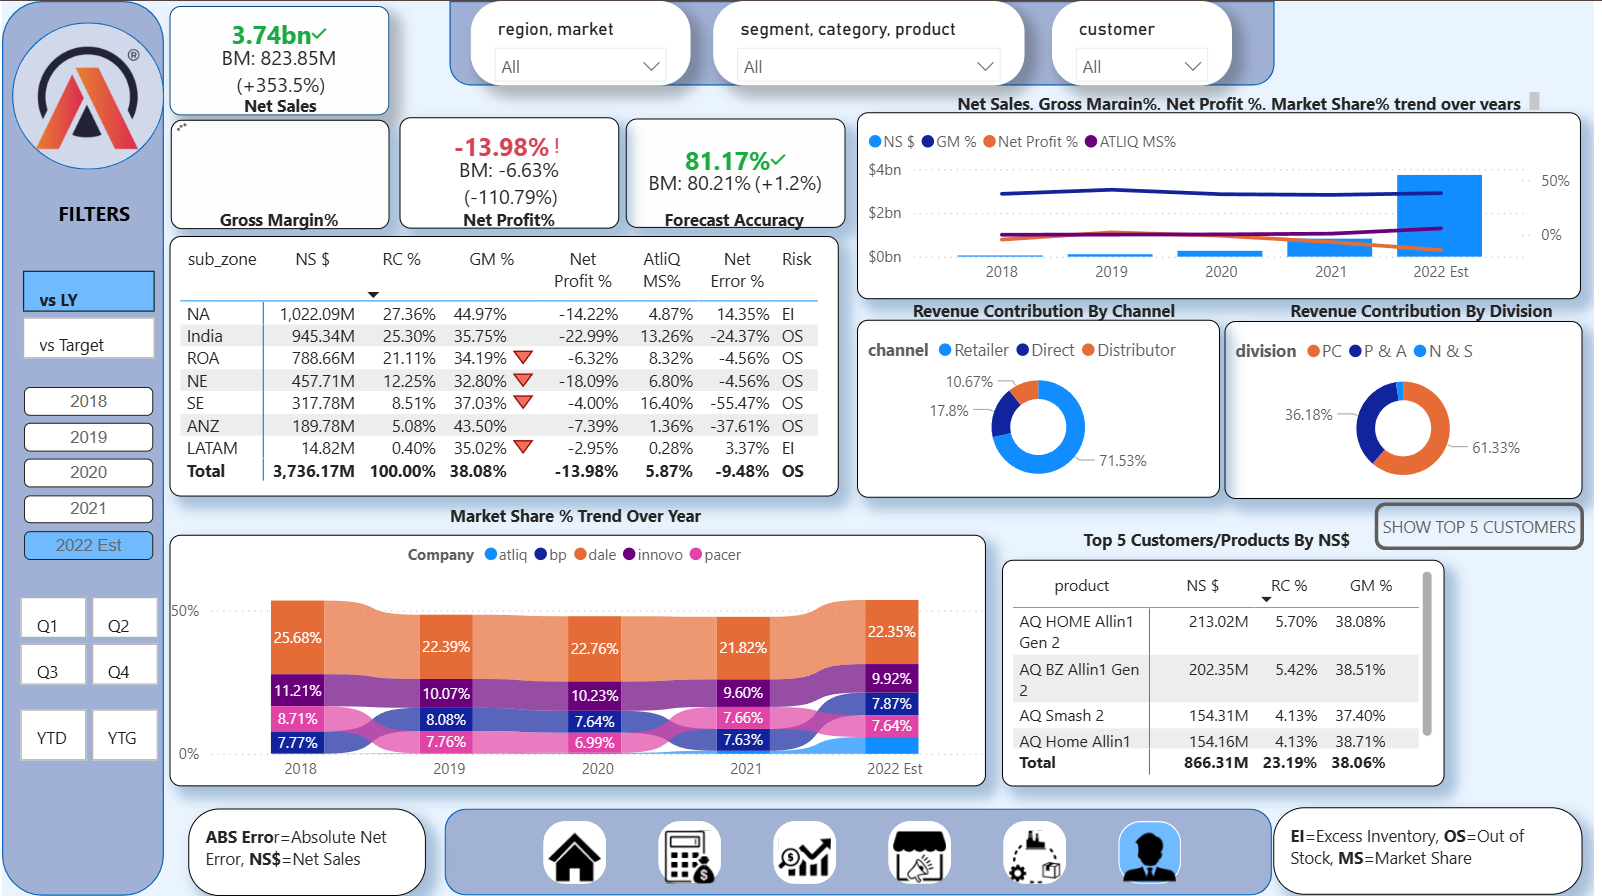 ®
FILTERS
vs LY
vs Target
2018
2019
2020
2021
2022 Est
Q1
Q2
Q3
Q4
YTD
YTG
3.74bn
BM: 823.85M
(+353.5%)
Net Sales
region, market
All
segment, category, product
All
customer
All
Gross Margin%
-13.98% !
BM: -6.63%
(-110.79%)
Net Profit%
81.17%
BM: 80.21% (+1.2%)
Forecast Accuracy
Net Sales, Gross Margin%, Net Profit %, Market Share% trend over years
NS $ GM % Net Profit % ATLIQ MS%
$4bn
$2bn
$0bn
50%
0%
2018 2019 2020 2021 2022 Est
sub_zone NS $ RC % GM % Net Profit % AtliQ MS% Net Error % Risk
NA 1,022.09M 27.36% 44.97% -14.22% 4.87% 14.35% EI
India 945.34M 25.30% 35.75% -22.99% 13.26% -24.37% OS
ROA 788.66M 21.11% 34.19% -6.32% 8.32% -4.56% OS
NE 457.71M 12.25% 32.80% -18.09% 6.80% -4.56% OS
SE 317.78M 8.51% 37.03% -4.00% 16.40% -55.47% OS
ANZ 189.78M 5.08% 43.50% -7.39% 1.36% -37.61% OS
LATAM 14.82M 0.40% 35.02% -2.95% 0.28% 3.37% EI
Total 3,736.17M 100.00% 38.08% -13.98% 5.87% -9.48% OS
Revenue Contribution By Channel
channel Retailer Direct Distributor
10.67%
17.8%
71.53%
Revenue Contribution By Division
division PC P & A N & S
36.18%
61.33%
Market Share % Trend Over Year
Company atliq bp dale innovo pacer
50%
0%
25.68% 22.39% 22.76% 21.82% 22.35%
11.21% 10.07% 10.23% 9.60% 9.92%
8.71% 8.08% 7.64% 7.66% 7.87%
7.77% 7.76% 6.99% 7.63% 7.64%
2018 2019 2020 2021 2022 Est
SHOW TOP 5 CUSTOMERS
Top 5 Customers/Products By NS$
product NS $ RC % GM %
AQ HOME Allin1 213.02M 5.70% 38.08%
Gen 2
AQ BZ Allin1 Gen 202.35M 5.42% 38.51%
2
AQ Smash 2 154.31M 4.13% 37.40%
AQ Home Allin1 154.16M 4.13% 38.71%
Total 866.31M 23.19% 38.06%
ABS Error=Absolute Net
Error, NS$=Net Sales
EI=Excess Inventory, OS=Out of
Stock, MS=Market Share